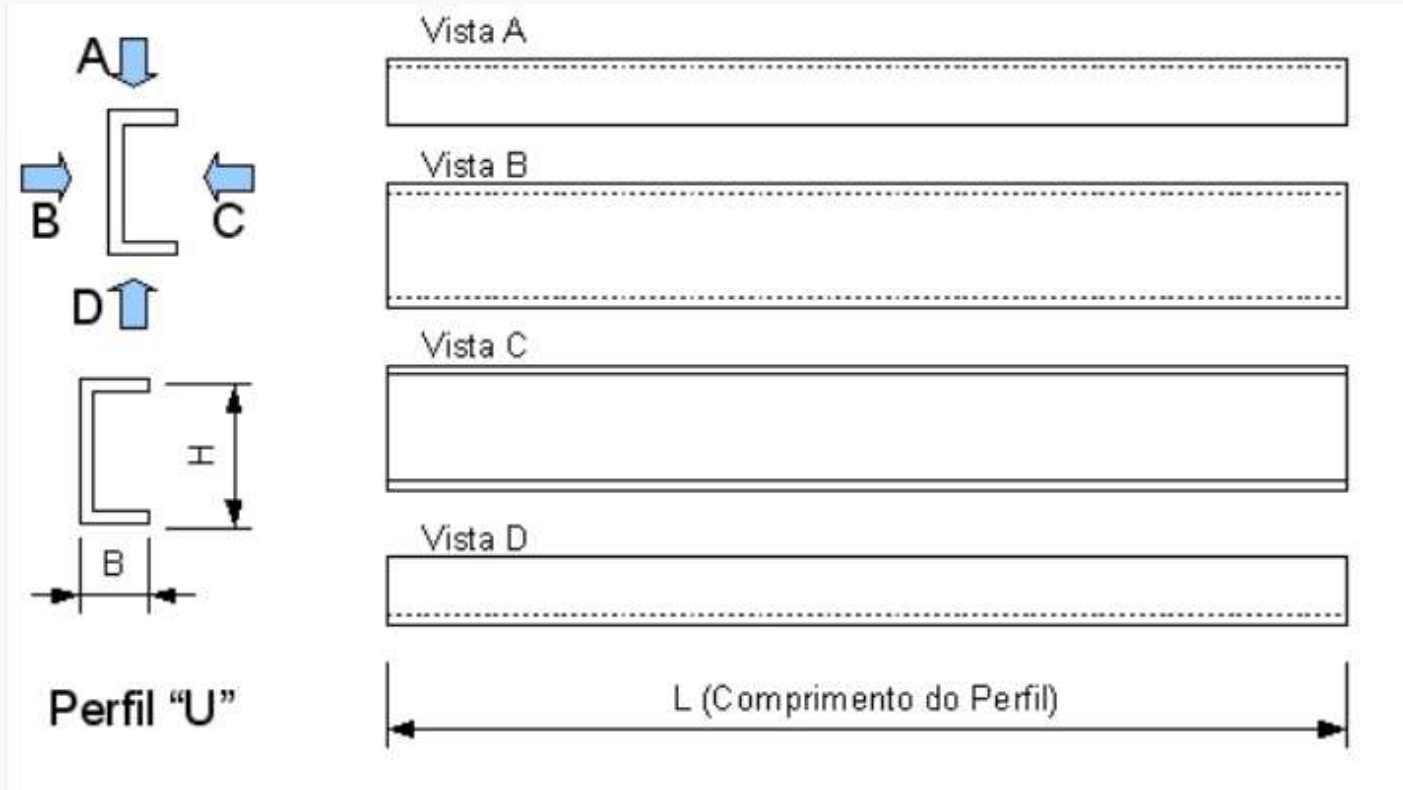 A
B
C
D
H
B
Perfil “U”
Vista A
Vista B
Vista C
Vista D
L (Comprimento do Perfil)